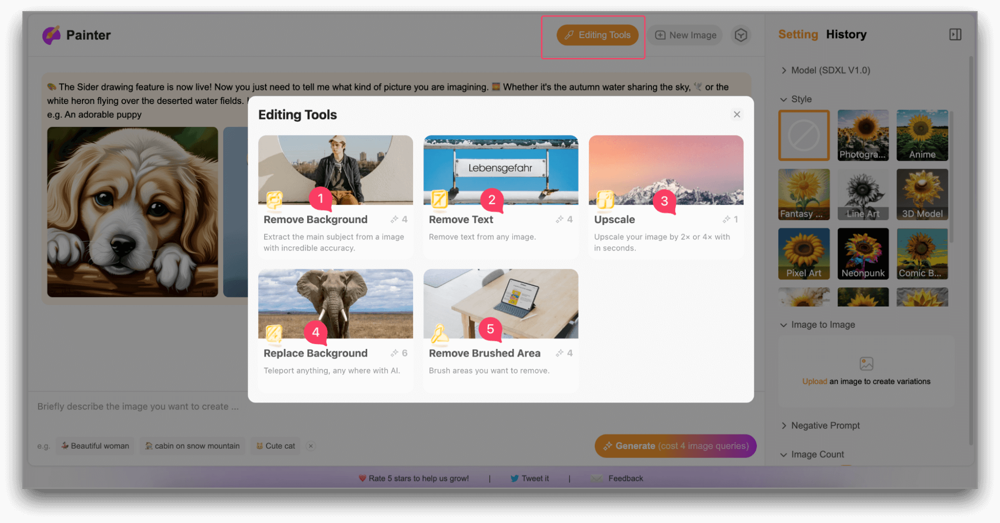 Painter
Editing Tools
New Image
Setting
History
🎨 The Sider drawing feature is now live! Now you just need to tell me what kind of picture you are imagining. 🌇 Whether it's the autumn water sharing the sky, 🕊 or the
white heron flying over the deserted water fields.
e.g. An adorable puppy
Editing Tools
Lebensgefahr
1
2
3
Remove Background
4
Extract the main subject from a image
with incredible accuracy.
Remove Text
4
Remove text from any image.
Upscale
1
Upscale your image by 2× or 4× with
in seconds.
4
5
Replace Background
6
Teleport anything, any where with AI.
Remove Brushed Area
4
Brush areas you want to remove.
Model (SDXL V1.0)
Style
Photogra...
Anime
Fantasy ...
Line Art
3D Model
Pixel Art
Neonpunk
Comic B...
Image to Image
Upload an image to create variations
Negative Prompt
Image Count
Briefly describe the image you want to create ...
e.g.
Beautiful woman
cabin on snow mountain
Cute cat
Generate (cost 4 image queries)
Rate 5 stars to help us grow!
|
Tweet it
|
Feedback